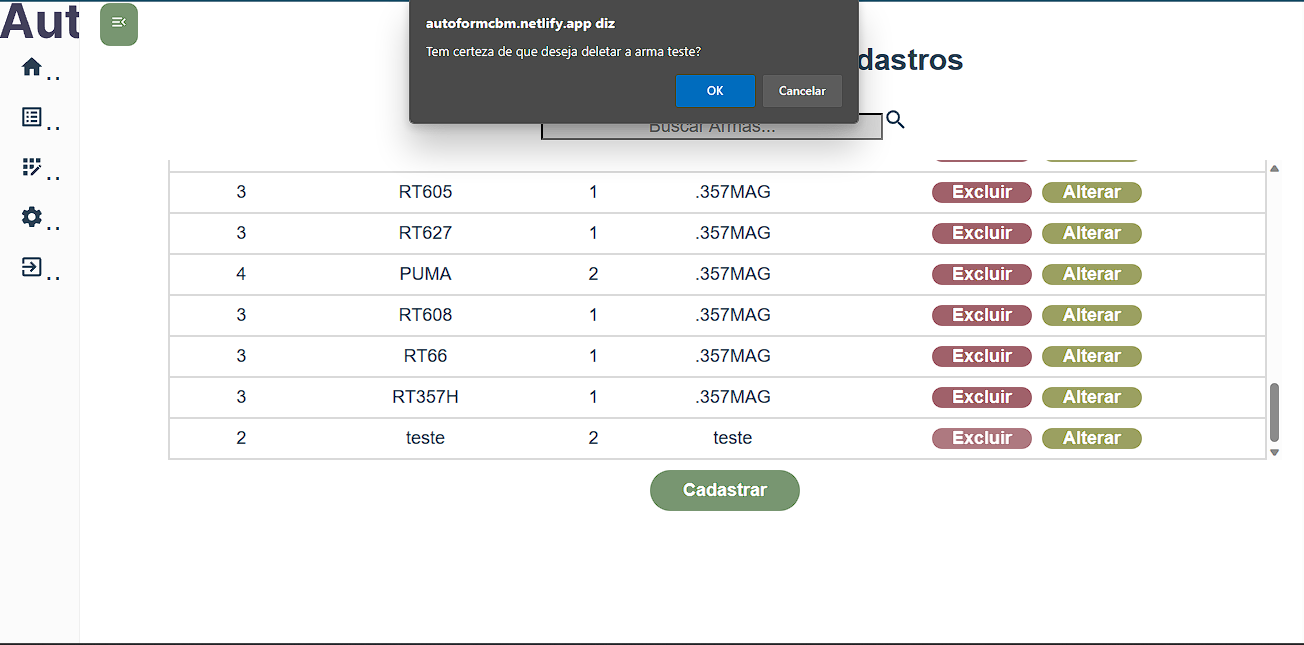 Aut
autoformcbm.netlify.app diz
Tem certeza de que deseja deletar a arma teste?
OK Cancelar
dastros
Buscar Armas...
3 RT605 1 .357MAG Excluir Alterar
3 RT627 1 .357MAG Excluir Alterar
4 PUMA 2 .357MAG Excluir Alterar
3 RT608 1 .357MAG Excluir Alterar
3 RT66 1 .357MAG Excluir Alterar
3 RT357H 1 .357MAG Excluir Alterar
2 teste 2 teste Excluir Alterar
Cadastrar